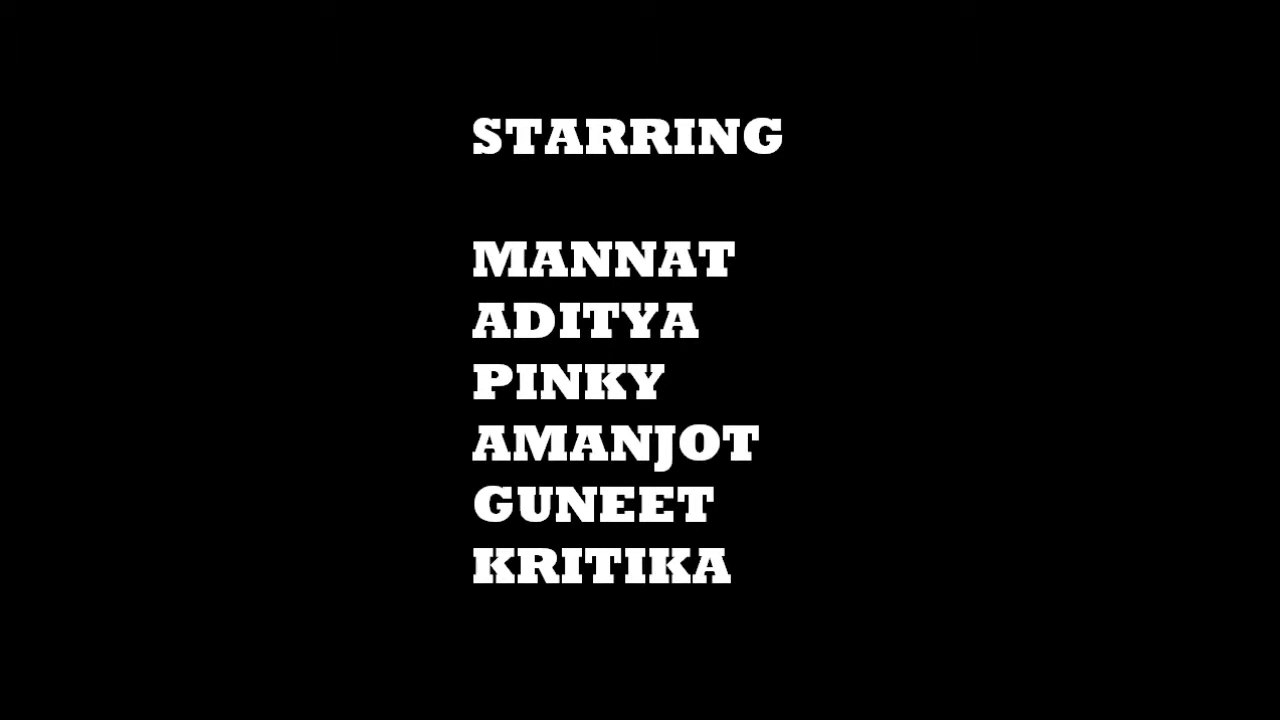 STARRING
MANNAT
ADITYA
PINKY
AMANJOT
GUNEET
KRITIKA